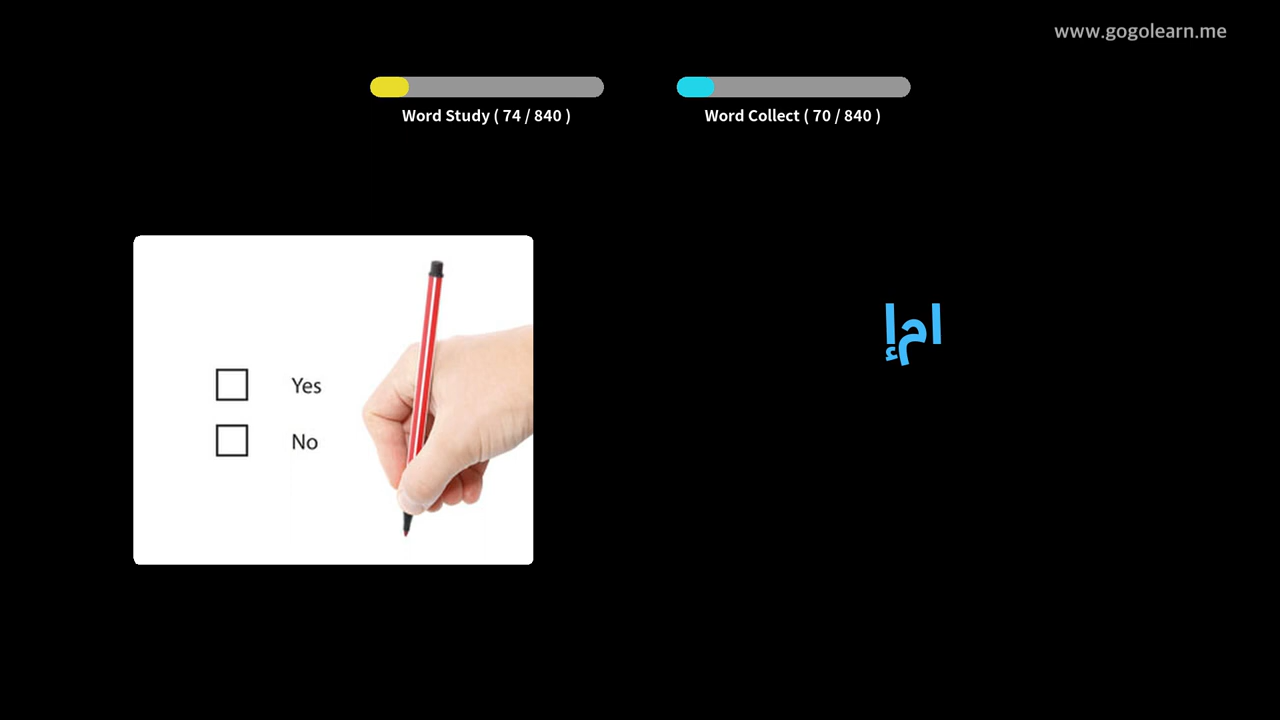 www.gogolearn.me
Word Study ( 74 / 840 )
Word Collect ( 70 / 840 )
Yes
No
إما